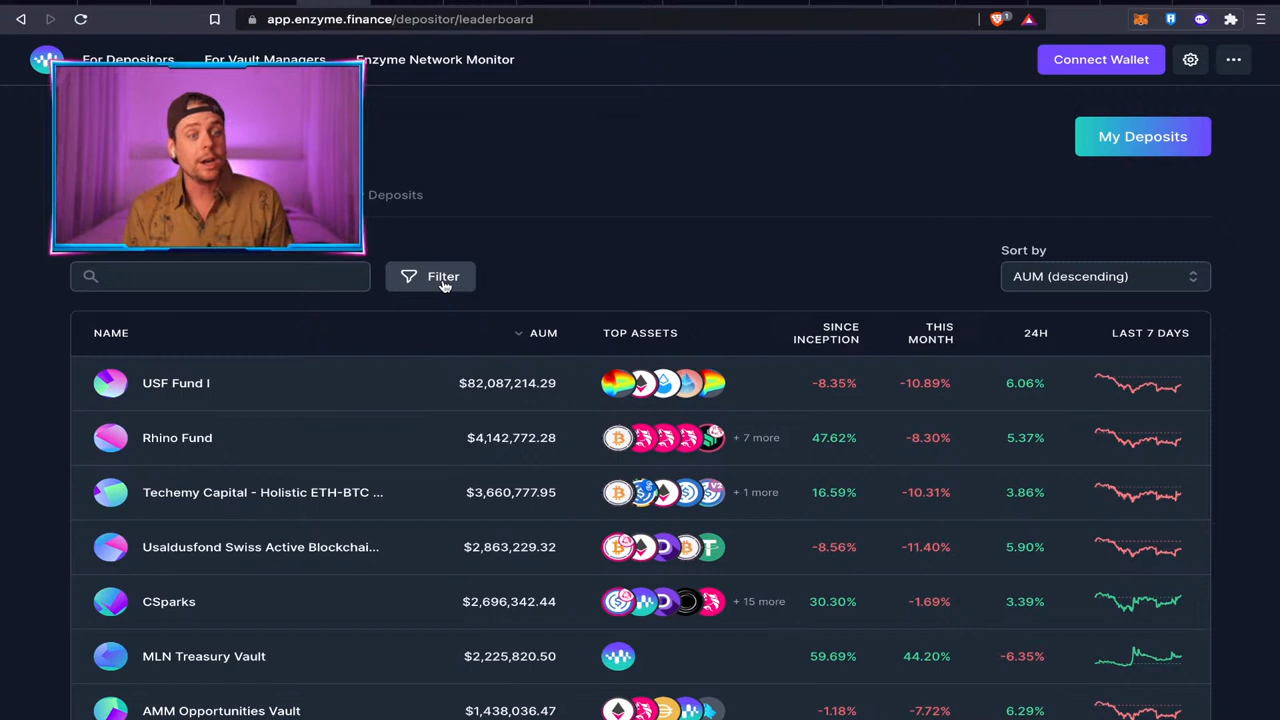 app.enzyme.finance/depositor/leaderboard
1
For Depositors For Vault Managers Enzyme Network Monitor
Connect Wallet
My Deposits
Deposits
Sort by
Filter
AUM (descending)
NAME AUM TOP ASSETS SINCE INCEPTION THIS MONTH 24H LAST 7 DAYS
USF Fund I $82,087,214.29 -8.35% -10.89% 6.06%
Rhino Fund $4,142,772.28 + 7 more 47.62% -8.30% 5.37%
Techemy Capital - Holistic ETH-BTC ... $3,660,777.95 V2 + 1 more 16.59% -10.31% 3.86%
Usaldusfond Swiss Active Blockchai... $2,863,229.32 -8.56% -11.40% 5.90%
CSparks $2,696,342.44 + 15 more 30.30% -1.69% 3.39%
MLN Treasury Vault $2,225,820.50 59.69% 44.20% -6.35%
AMM Opportunities Vault $1,438,036.47 -1.18% -7.72% 6.29%